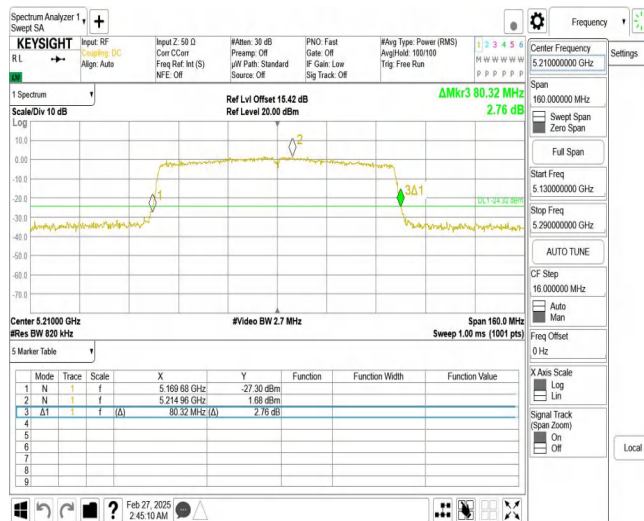 Spectrum Analyzer 1
Swept SA
+
Frequency
KEYSIGHT
R L
Input: RF
Coupling: DC
Align: Auto
Input Z: 50 Ω
Corr CCorr
Freq Ref: Int (S)
NFE: Off
#Atten: 30 dB
Preamp: Off
µW Path: Standard
Source: Off
PNO: Fast
Gate: Off
IF Gain: Low
Sig Track: Off
#Avg Type: Power (RMS)
Avg|Hold: 100/100
Trig: Free Run
1 2 3 4 5 6
M W W W W W
P P P P P P
1 Spectrum
Scale/Div 10 dB
Log
Ref Lvl Offset 15.42 dB
Ref Level 20.00 dBm
ΔMkr3 80.32 MHz
2.76 dB
10.0
0.00
-10.0
-20.0
-30.0
-40.0
-50.0
-60.0
-70.0
1
2
3Δ1
DL1 -24.32 dBm
Center 5.21000 GHz
#Res BW 820 kHz
#Video BW 2.7 MHz
Span 160.0 MHz
Sweep 1.00 ms (1001 pts)
5 Marker Table
Mode Trace Scale X Y Function Function Width Function Value
1 N 1 f 5.169 68 GHz -27.30 dBm
2 N 1 f 5.214 96 GHz 1.68 dBm
3 Δ1 1 f (Δ) 80.32 MHz (Δ) 2.76 dB
4
5
6
7
8
9
Feb 27, 2025
2:45:10 AM
Center Frequency
5.210000000 GHz
Settings
Span
160.000000 MHz
Swept Span
Zero Span
Full Span
Start Freq
5.130000000 GHz
Stop Freq
5.290000000 GHz
AUTO TUNE
CF Step
16.000000 MHz
Auto
Man
Freq Offset
0 Hz
X Axis Scale
Log
Lin
Signal Track
(Span Zoom)
On
Off
Local